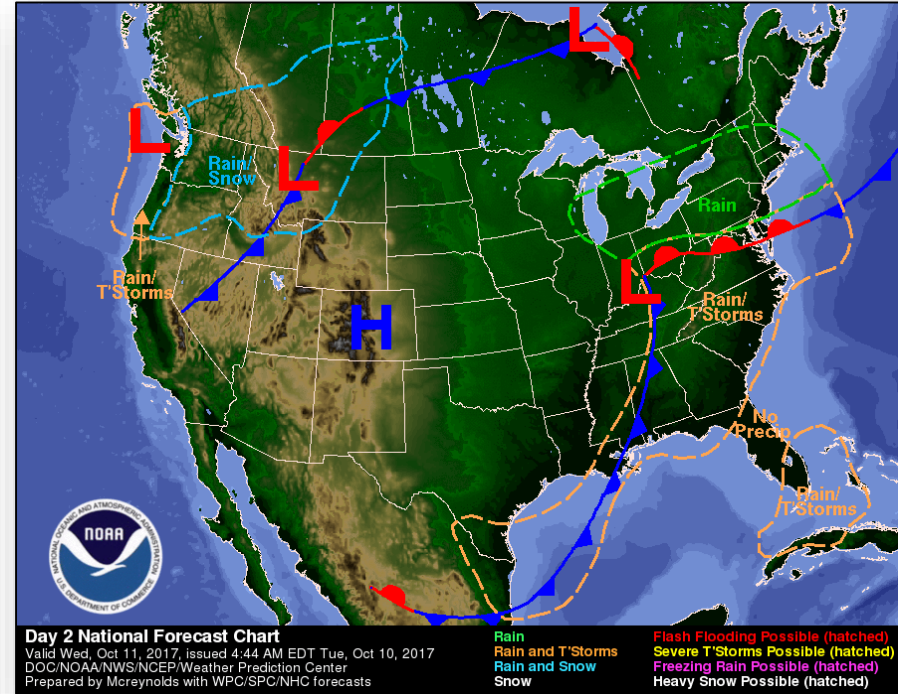 L
L
L
Rain/
Snow
Rain
Rain/
T'Storms
L
Rain/
T'Storms
H
No
Precip
Rain/
T'Storms
NATIONAL OCEANIC AND ATMOSPHERIC ADMINISTRATION
NOAA
U.S. DEPARTMENT OF COMMERCE
Day 2 National Forecast Chart
Valid Wed, Oct 11, 2017, issued 4:44 AM EDT Tue, Oct 10, 2017
DOC/NOAA/NWS/NCEP/Weather Prediction Center
Prepared by Mcreynolds with WPC/SPC/NHC forecasts
Rain
Rain and T'Storms
Rain and Snow
Snow
Flash Flooding Possible (hatched)
Severe T'Storms Possible (hatched)
Freezing Rain Possible (hatched)
Heavy Snow Possible (hatched)